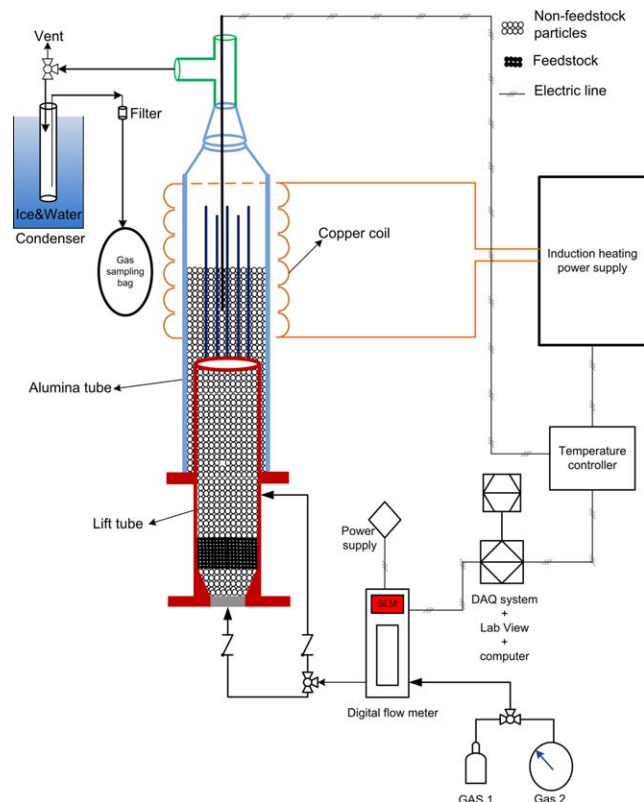 Vent
Non-feedstock
particles
Feedstock
Electric line
Filter
Ice&Water
Condenser
Gas
sampling
bag
Copper coil
Induction heating
power supply
Alumina tube
Temperature
controller
Lift tube
Power
supply
SLM
DAQ system
+
Lab View
+
computer
Digital flow meter
GAS 1
Gas 2